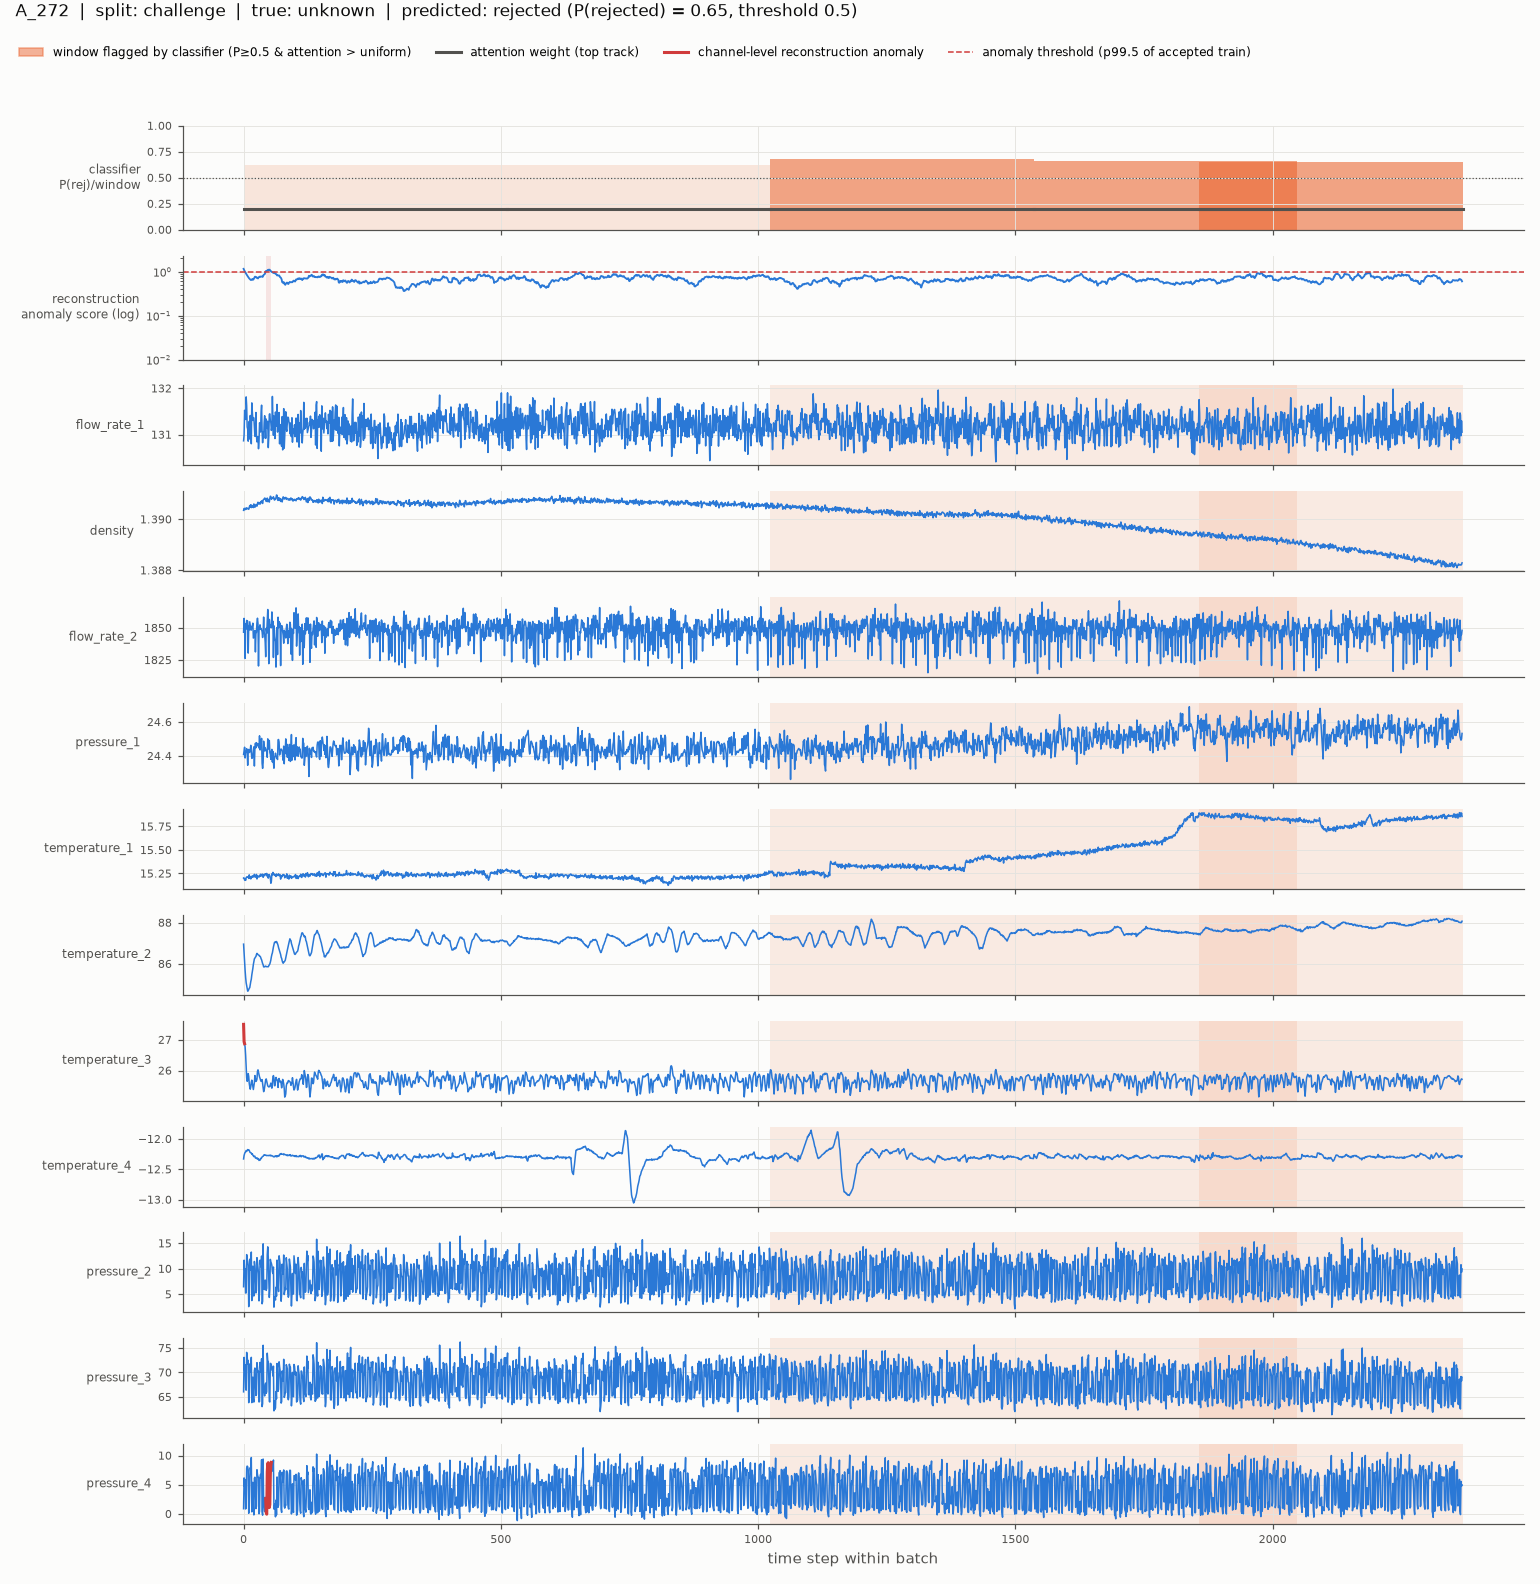 A_272 | split: challenge | true: unknown | predicted: rejected (P(rejected) = 0.65, threshold 0.5)
window flagged by classifier (P≥0.5 & attention > uniform)
attention weight (top track)
channel-level reconstruction anomaly
anomaly threshold (p99.5 of accepted train)
classifier
P(rej)/window
1.00
0.75
0.50
0.25
0.00
reconstruction
anomaly score (log)
10⁰
10⁻¹
10⁻²
flow_rate_1
132
131
density
1.390
1.388
flow_rate_2
1850
1825
pressure_1
24.6
24.4
temperature_1
15.75
15.50
15.25
temperature_2
88
86
temperature_3
27
26
temperature_4
−12.0
−12.5
−13.0
pressure_2
15
10
5
pressure_3
75
70
65
pressure_4
10
5
0
0
500
1000
1500
2000
time step within batch